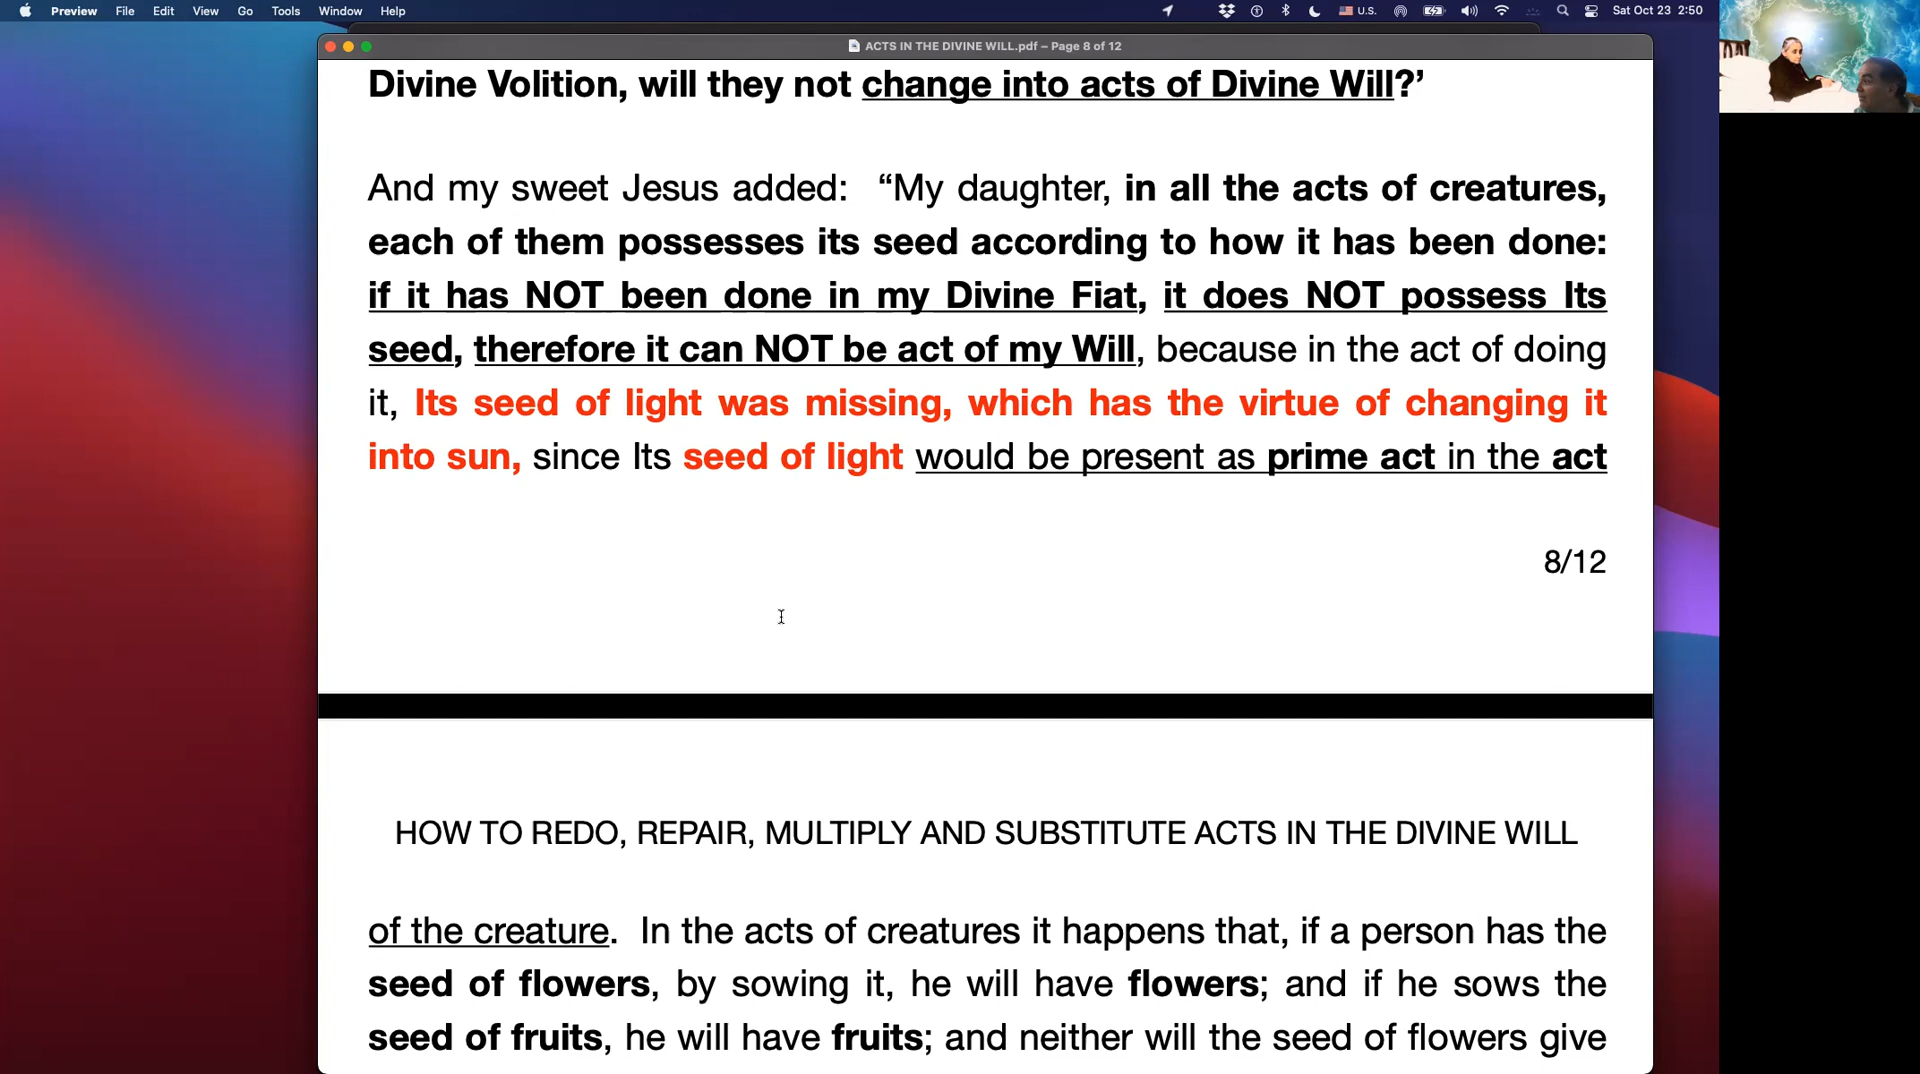 Preview File Edit View Go Tools Window Help U.S. Sat Oct 23 2:50
ACTS IN THE DIVINE WILL.pdf – Page 8 of 12
Divine Volition, will they not change into acts of Divine Will?’
And my sweet Jesus added: “My daughter, in all the acts of creatures,
each of them possesses its seed according to how it has been done:
if it has NOT been done in my Divine Fiat, it does NOT possess Its
seed, therefore it can NOT be act of my Will, because in the act of doing
it, Its seed of light was missing, which has the virtue of changing it
into sun, since Its seed of light would be present as prime act in the act
8/12
HOW TO REDO, REPAIR, MULTIPLY AND SUBSTITUTE ACTS IN THE DIVINE WILL
of the creature. In the acts of creatures it happens that, if a person has the
seed of flowers, by sowing it, he will have flowers; and if he sows the
seed of fruits, he will have fruits; and neither will the seed of flowers give